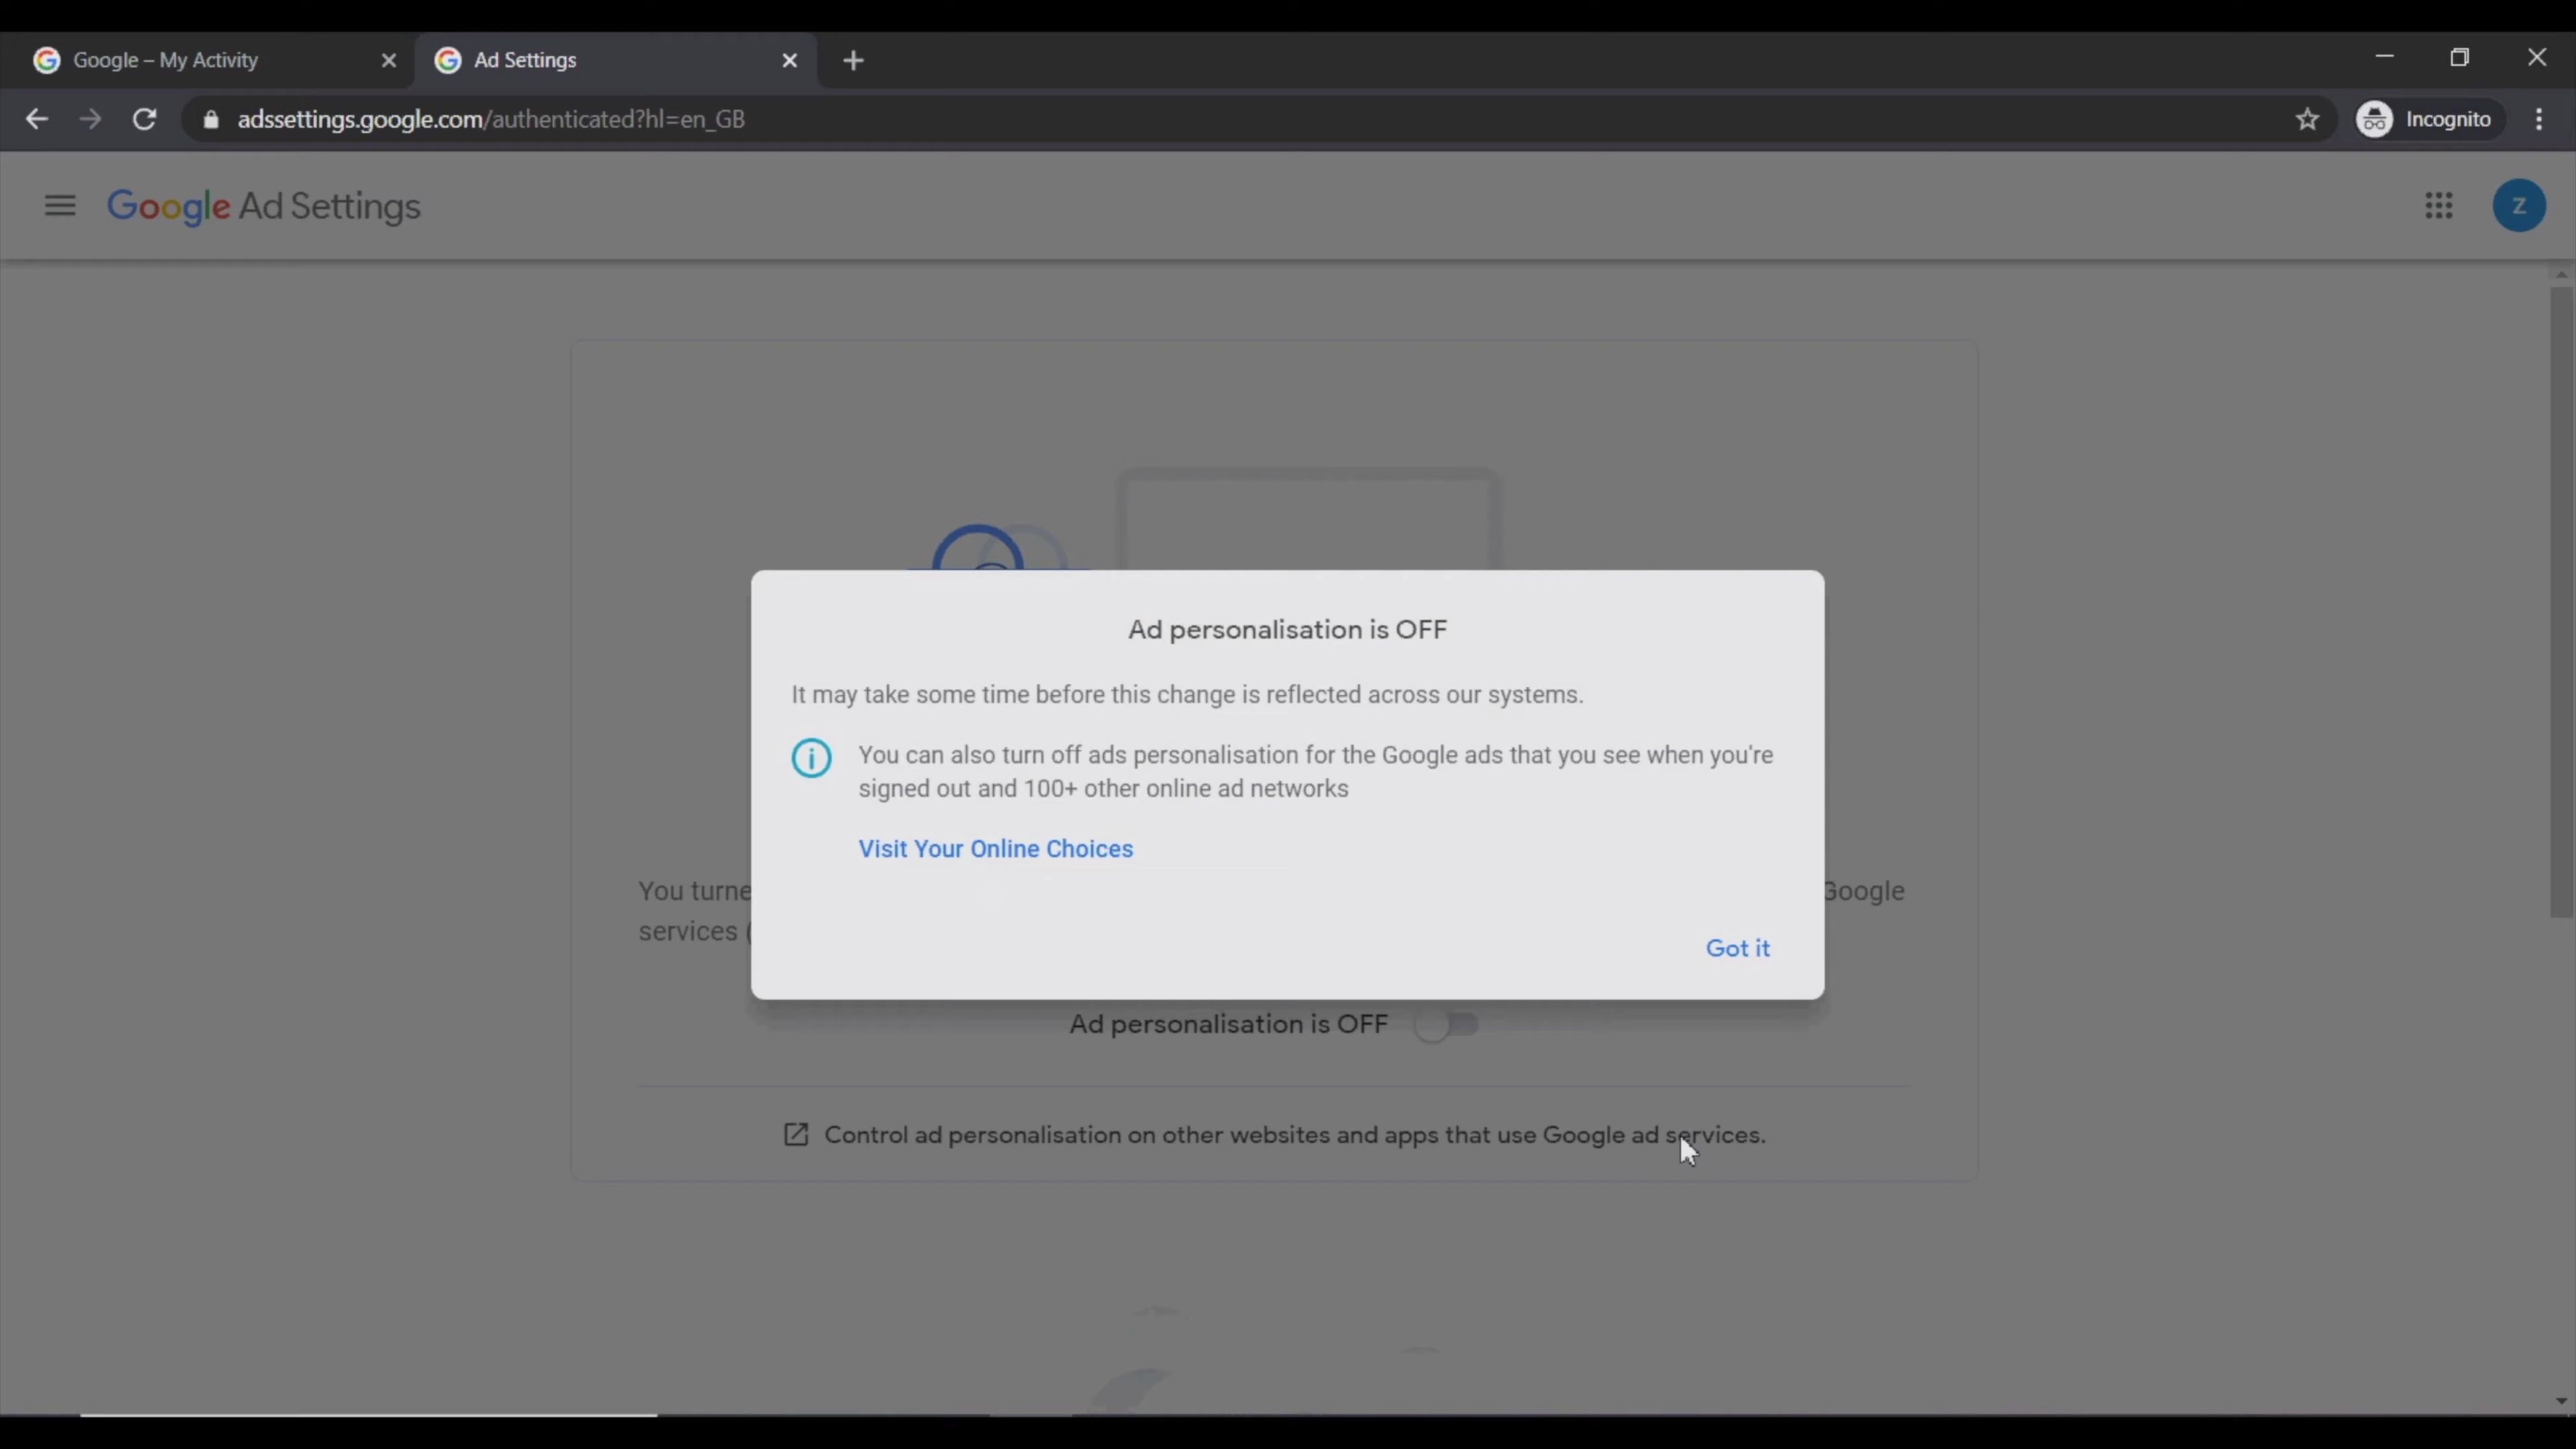 Google – My Activity
Ad Settings
adssettings.google.com/authenticated?hl=en_GB
Incognito
Google Ad Settings
z
Ad personalisation is OFF
It may take some time before this change is reflected across our systems.
You can also turn off ads personalisation for the Google ads that you see when you're
signed out and 100+ other online ad networks
Visit Your Online Choices
You turne
Google
services (
Got it
Ad personalisation is OFF
Control ad personalisation on other websites and apps that use Google ad services.